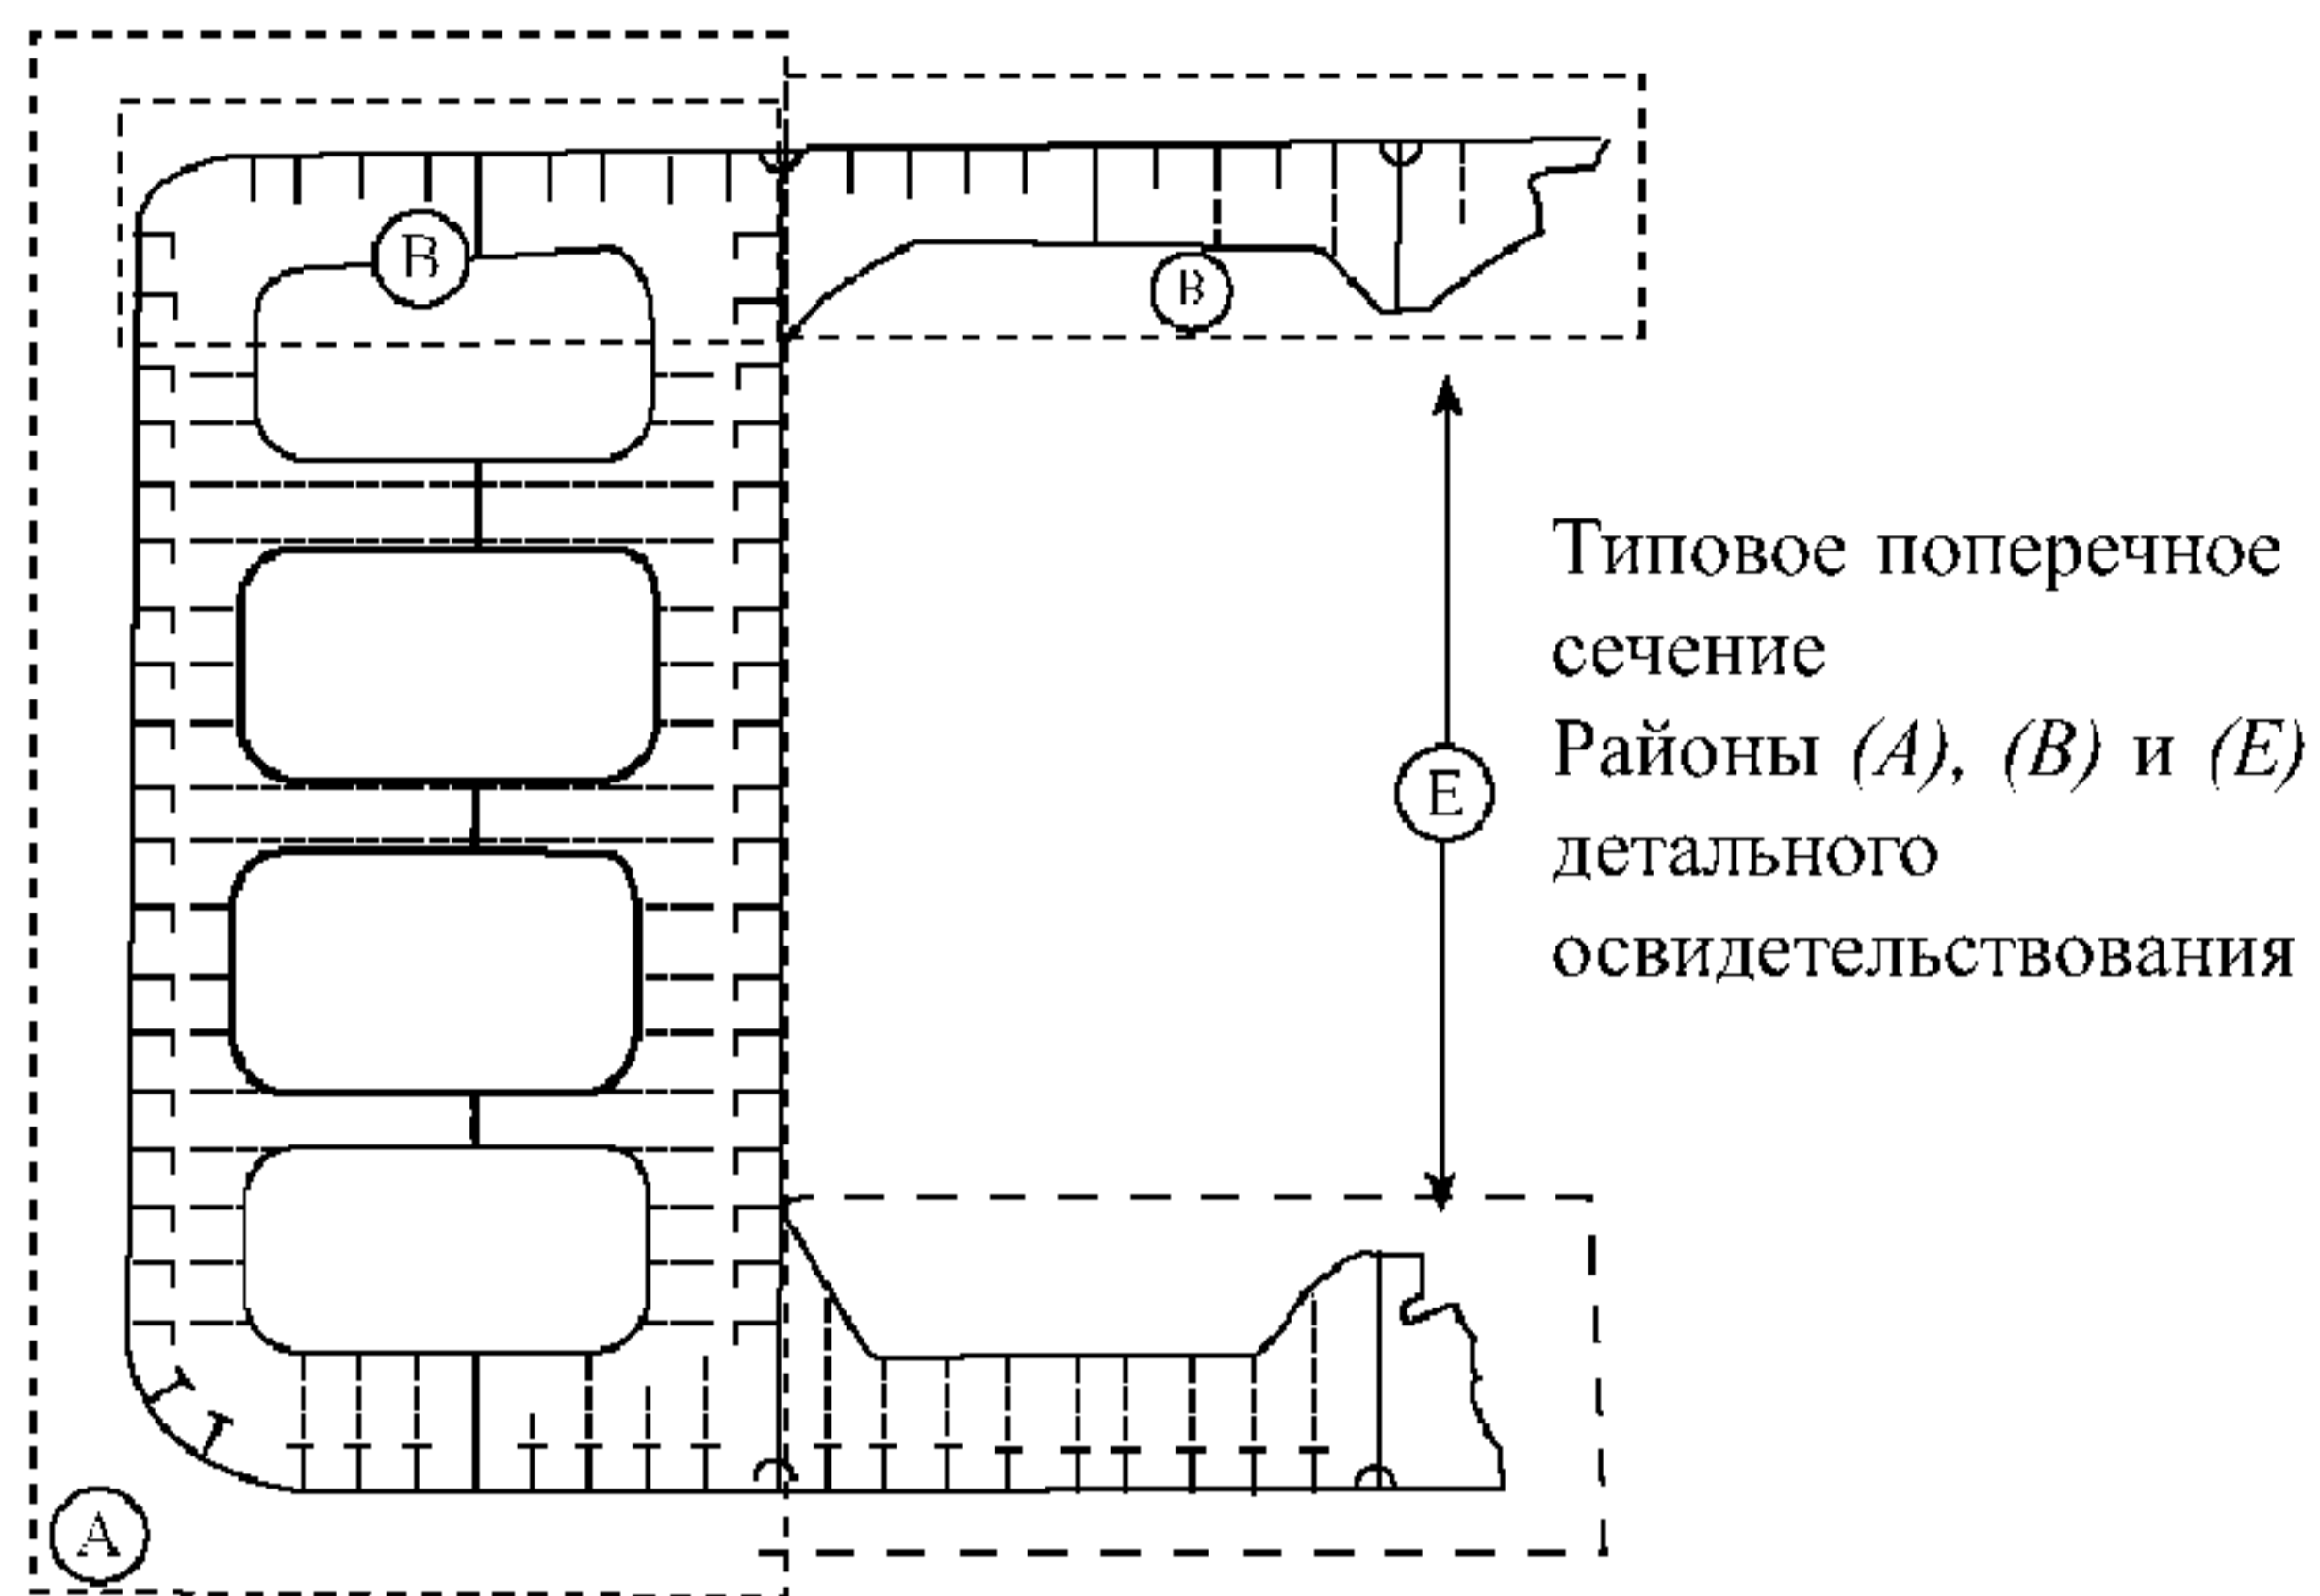 B
B
Типовое поперечное
сечение
Районы (A), (B) и (E)
E
детального
освидетельствования
A